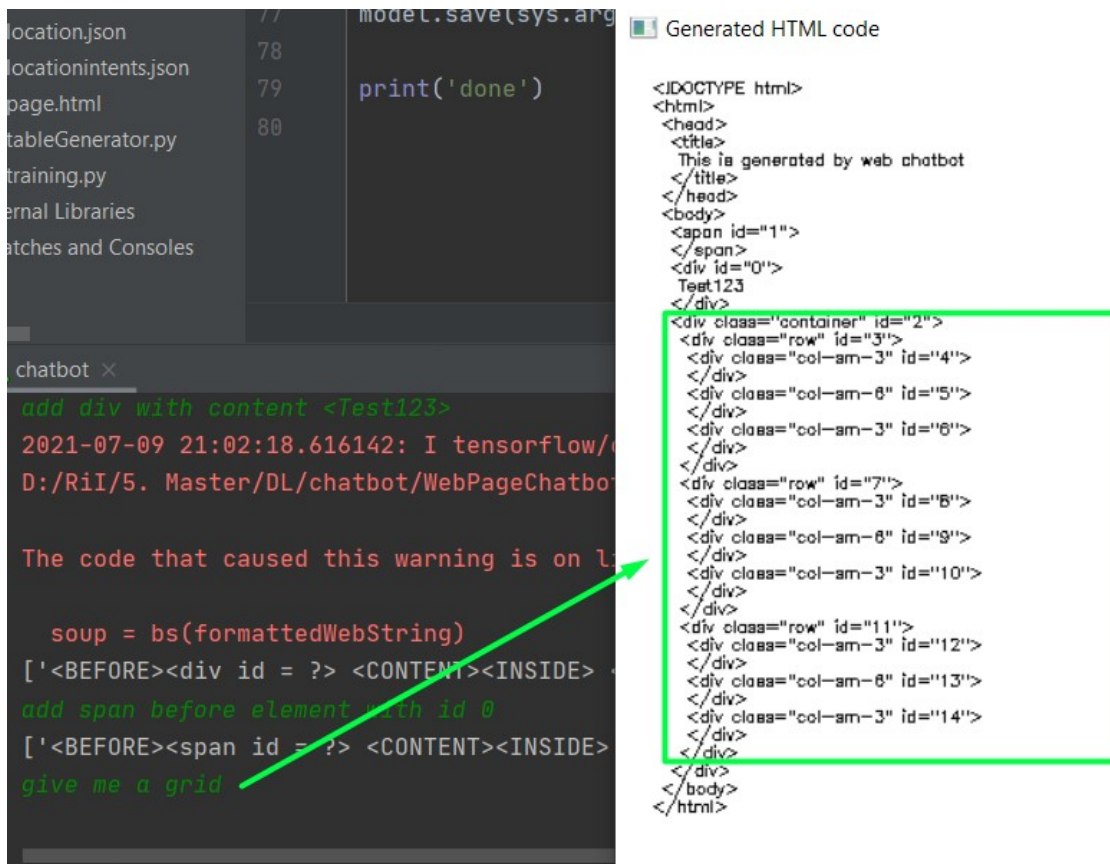 location.json
locationintents.json
page.html
tableGenerator.py
training.py
ernal Libraries
atches and Consoles
77 model.save(sys.arg
78
79 print('done')
80
chatbot
add div with content <Test123>
2021-07-09 21:02:18.616142: I tensorflow/
D:/RiI/5. Master/DL/chatbot/WebPageChatbo
The code that caused this warning is on
soup = bs(formattedWebString)
['<BEFORE><div id = ?> <CONTENT><INSIDE> <
add span before element with id 0
['<BEFORE><span id = ?> <CONTENT><INSIDE>
give me a grid
Generated HTML code
<!DOCTYPE html>
<html>
<head>
<title>
This is generated by web chatbot
</title>
</head>
<body>
<span id="1">
</span>
<div id="0">
Test123
</div>
<div class="container" id="2">
<div class="row" id="3">
<div class="col-sm-3" id="4">
</div>
<div class="col-sm-6" id="5">
</div>
<div class="col-sm-3" id="6">
</div>
</div>
<div class="row" id="7">
<div class="col-sm-3" id="8">
</div>
<div class="col-sm-6" id="9">
</div>
<div class="col-sm-3" id="10">
</div>
</div>
<div class="row" id="11">
<div class="col-sm-3" id="12">
</div>
<div class="col-sm-6" id="13">
</div>
<div class="col-sm-3" id="14">
</div>
</div>
</div>
</body>
</html>